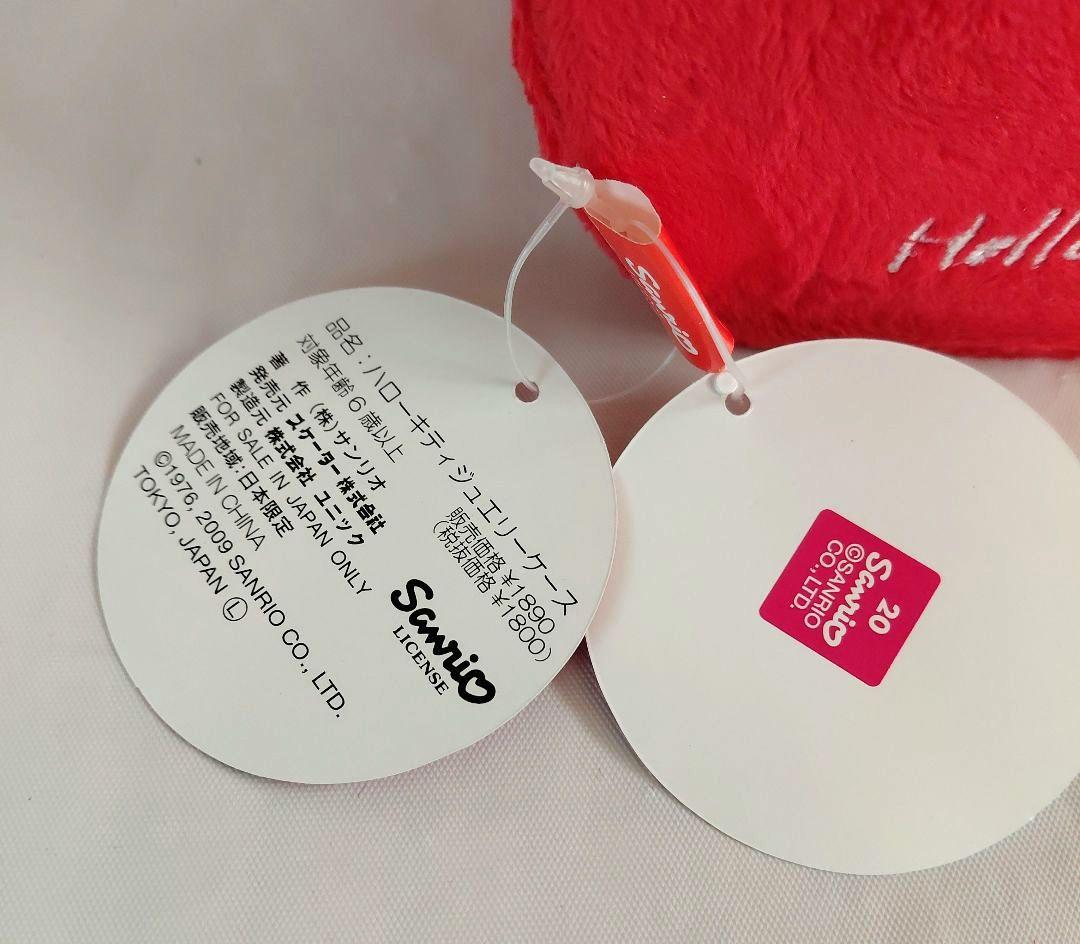 品名：ハローキティジュエリーケース
販売価格¥1890
(税抜価格¥1800)
対象年齢6歳以上
著 作 (株)サンリオ
発売元 スケーター株式会社
製造元 株式会社 ユニック
FOR SALE IN JAPAN ONLY
販売地域：日本限定
MADE IN CHINA
©1976, 2009 SANRIO CO., LTD.
TOKYO, JAPAN Ⓛ
Sanrio
LICENSE
Sanrio
20
Sanrio
©SANRIO
CO., LTD.
Hello